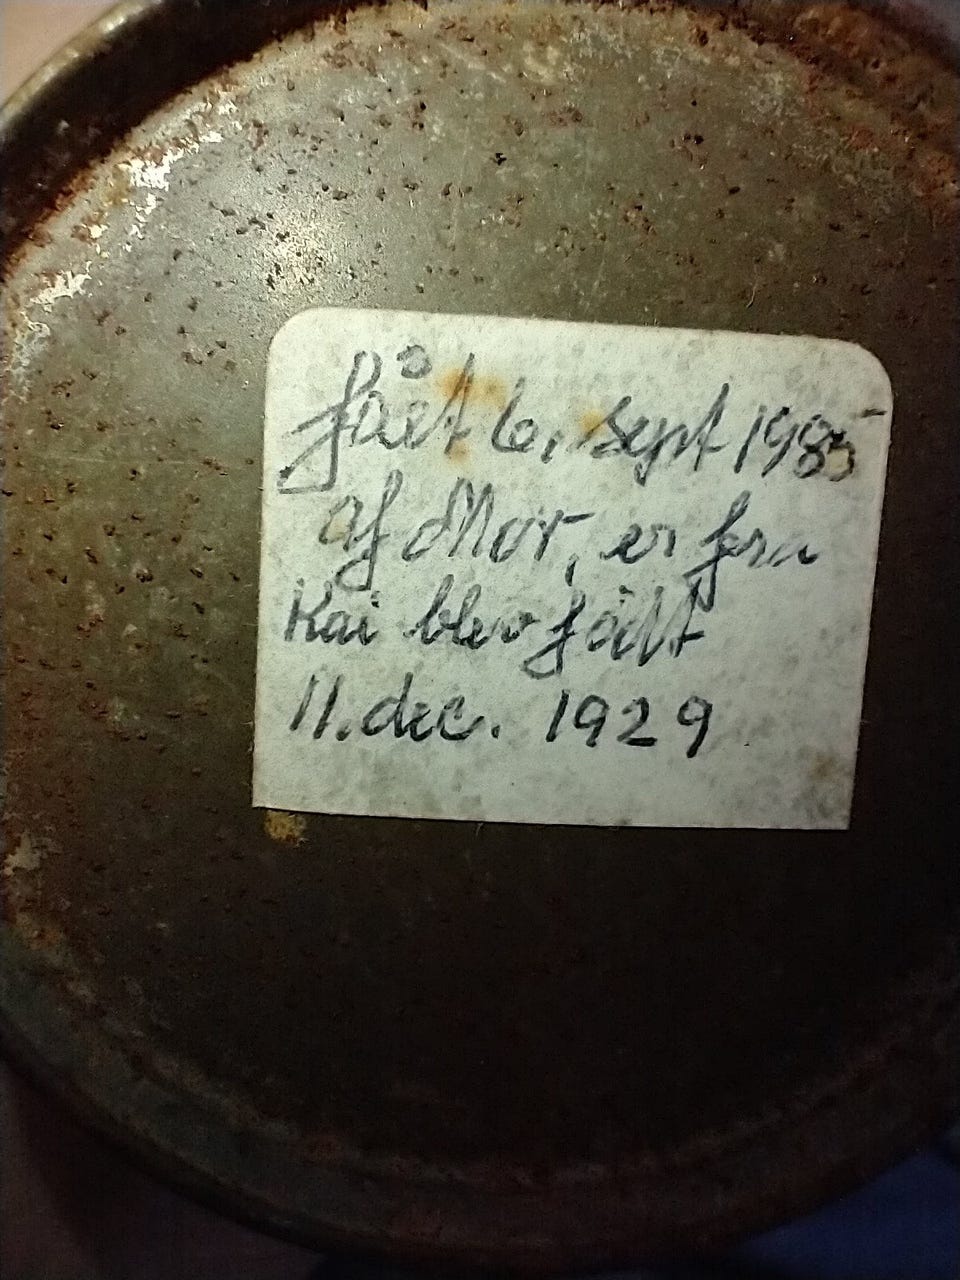 fået 6. sept 1985
af Mor, er fra
Kai blev født
11. dec. 1929